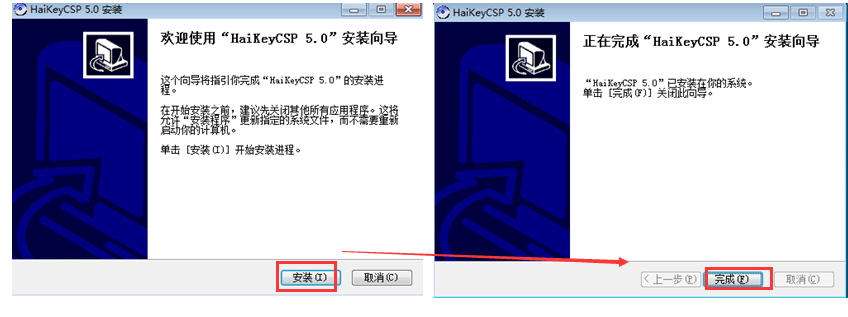 HaiKeyCSP 5.0 安装
欢迎使用“HaiKeyCSP 5.0”安装向导
这个向导将指引你完成“HaiKeyCSP 5.0”的安装进
程。
在开始安装之前，建议先关闭其他所有应用程序。这将
允许“安装程序”更新指定的系统文件，而不需要重新
启动你的计算机。
单击 [安装(I)] 开始安装进程。
安装(I)
取消(C)
HaiKeyCSP 5.0 安装
正在完成“HaiKeyCSP 5.0”安装向导
“HaiKeyCSP 5.0”已安装在你的系统。
单击 [完成(F)] 关闭此向导。
< 上一步(P)
完成(F)
取消(C)